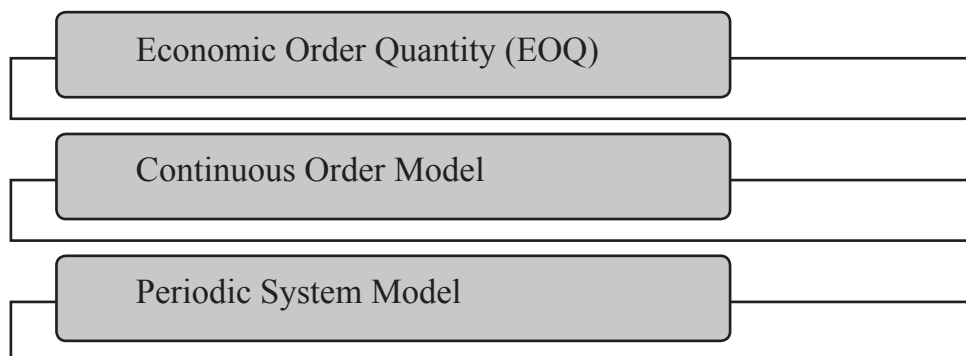 Economic Order Quantity (EOQ)
Continuous Order Model
Periodic System Model